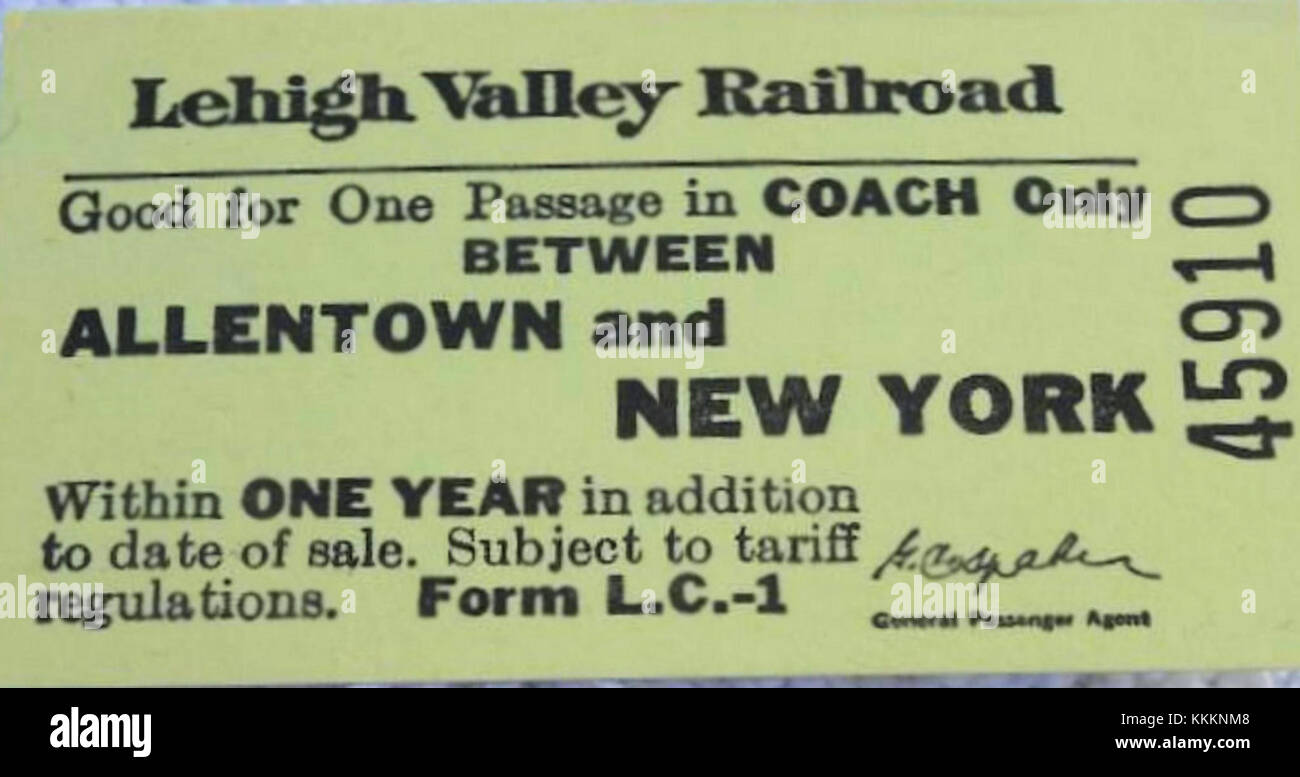 Lehigh Valley Railroad
Good for One Passage in COACH Only
BETWEEN
ALLENTOWN and
NEW YORK
45910
Within ONE YEAR in addition
to date of sale. Subject to tariff
regulations. Form L.C.-1
General Passenger Agent
alamy
Image ID: KKKNM8
www.alamy.com